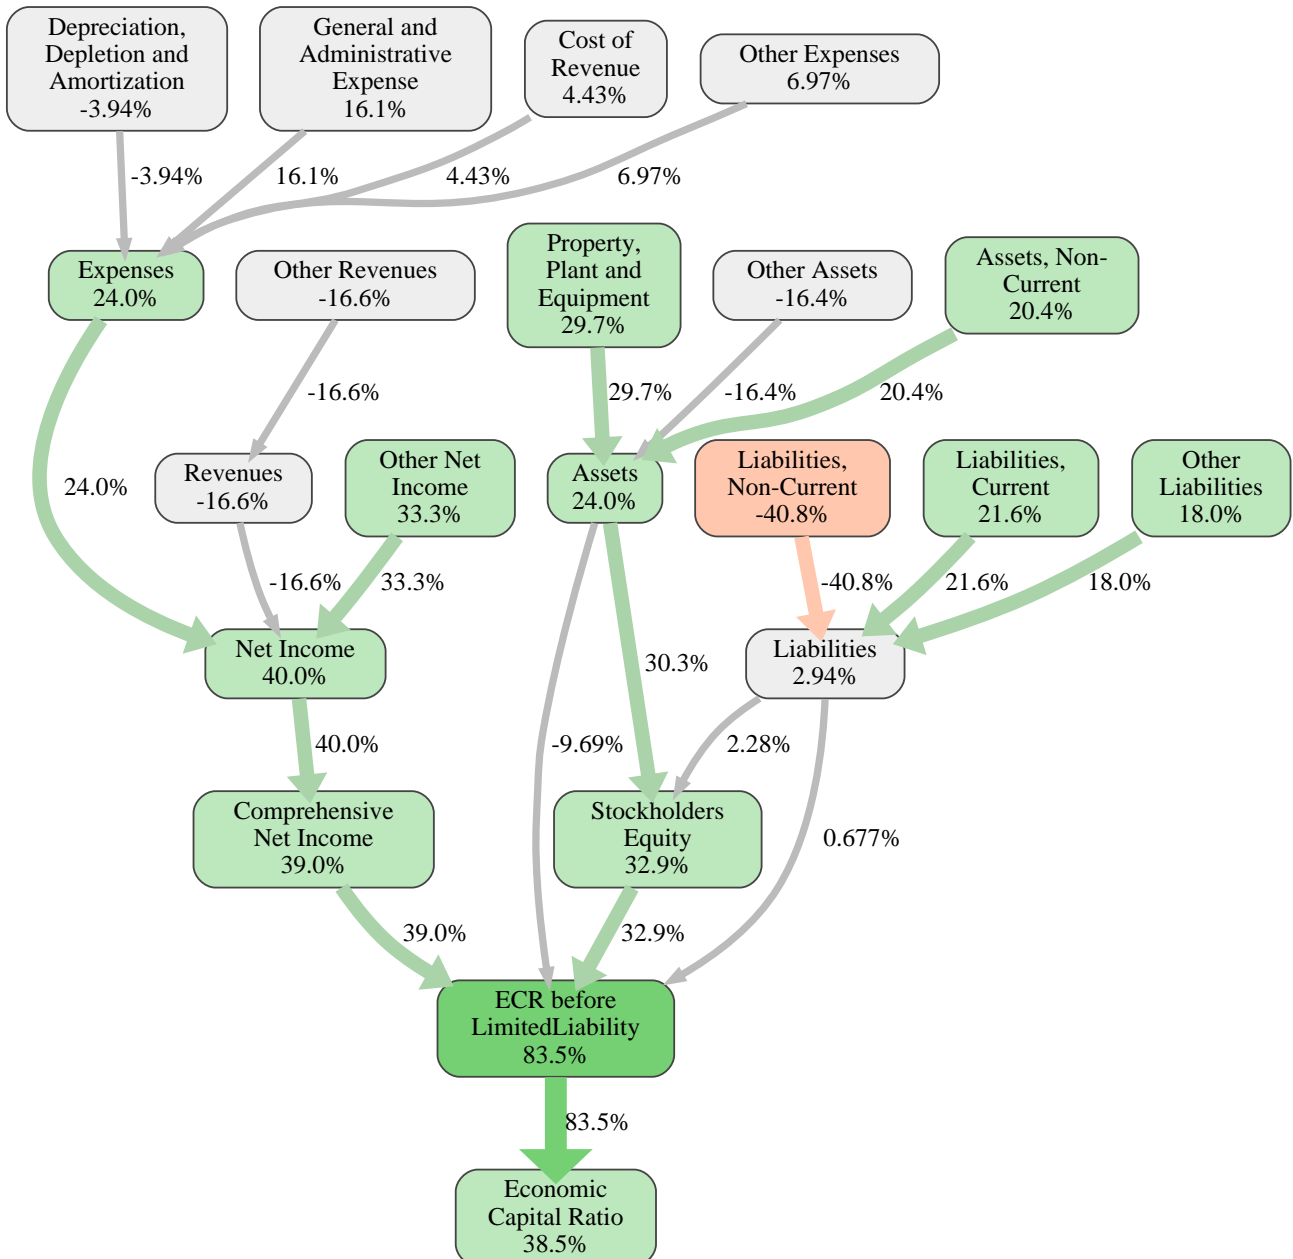 Depreciation,
Depletion and
Amortization
-3.94%
General and
Administrative
Expense
16.1%
Cost of
Revenue
4.43%
Other Expenses
6.97%
-3.94%
16.1%
4.43%
6.97%
Expenses
24.0%
Other Revenues
-16.6%
Property,
Plant and
Equipment
29.7%
Other Assets
-16.4%
Assets, Non-
Current
20.4%
-16.6%
29.7%
-16.4%
20.4%
24.0%
Revenues
-16.6%
Other Net
Income
33.3%
Assets
24.0%
Liabilities,
Non-Current
-40.8%
Liabilities,
Current
21.6%
Other
Liabilities
18.0%
-16.6%
33.3%
-40.8%
21.6%
18.0%
Net Income
40.0%
30.3%
Liabilities
2.94%
40.0%
-9.69%
2.28%
Comprehensive
Net Income
39.0%
Stockholders
Equity
32.9%
0.677%
39.0%
32.9%
ECR before
LimitedLiability
83.5%
83.5%
Economic
Capital Ratio
38.5%